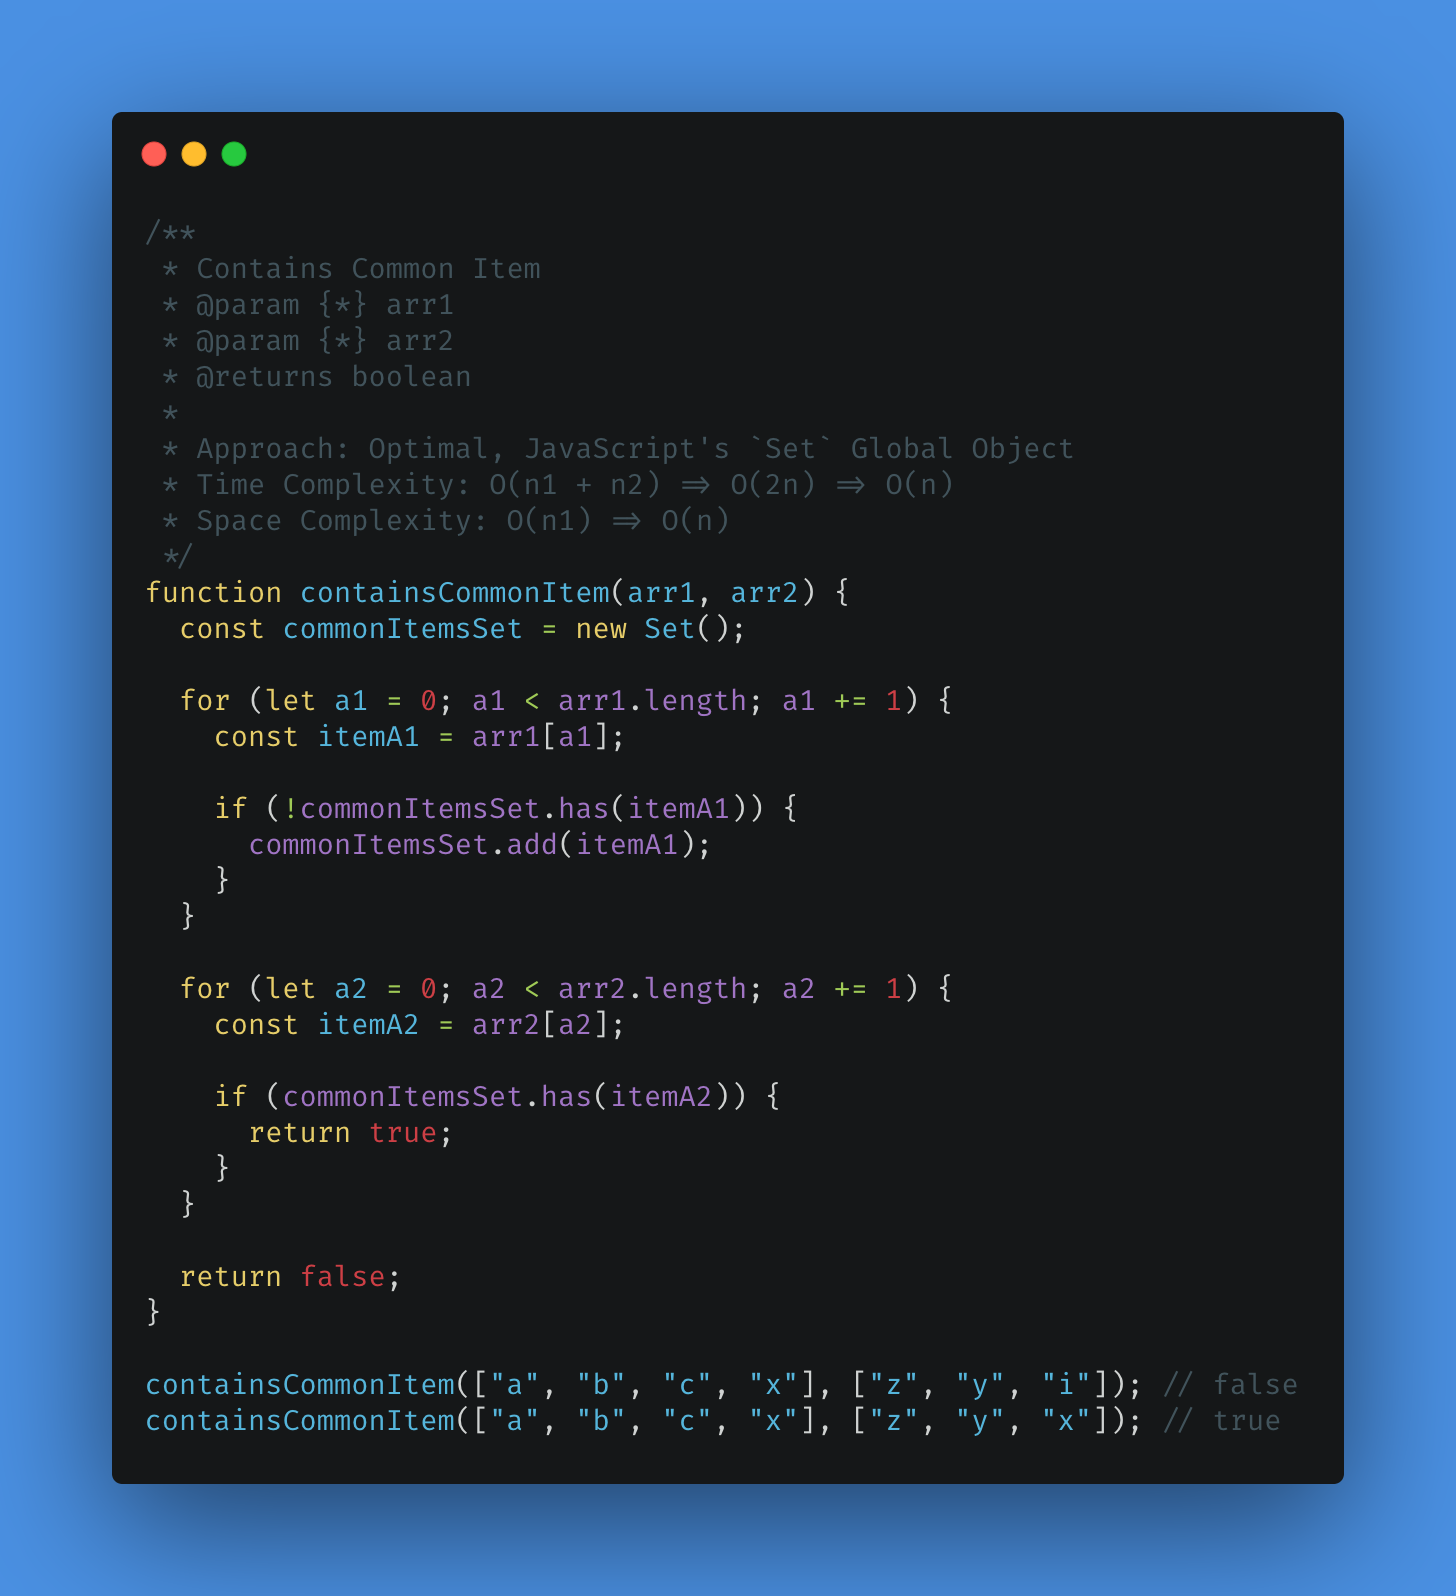 /**
 * Contains Common Item
 * @param {*} arr1
 * @param {*} arr2
 * @returns boolean
 *
 * Approach: Optimal, JavaScript's `Set` Global Object
 * Time Complexity: O(n1 + n2) => O(2n) => O(n)
 * Space Complexity: O(n1) => O(n)
 */
function containsCommonItem(arr1, arr2) {
  const commonItemsSet = new Set();

  for (let a1 = 0; a1 < arr1.length; a1 += 1) {
    const itemA1 = arr1[a1];

    if (!commonItemsSet.has(itemA1)) {
      commonItemsSet.add(itemA1);
    }
  }

  for (let a2 = 0; a2 < arr2.length; a2 += 1) {
    const itemA2 = arr2[a2];

    if (commonItemsSet.has(itemA2)) {
      return true;
    }
  }

  return false;
}

containsCommonItem(["a", "b", "c", "x"], ["z", "y", "i"]); // false
containsCommonItem(["a", "b", "c", "x"], ["z", "y", "x"]); // true